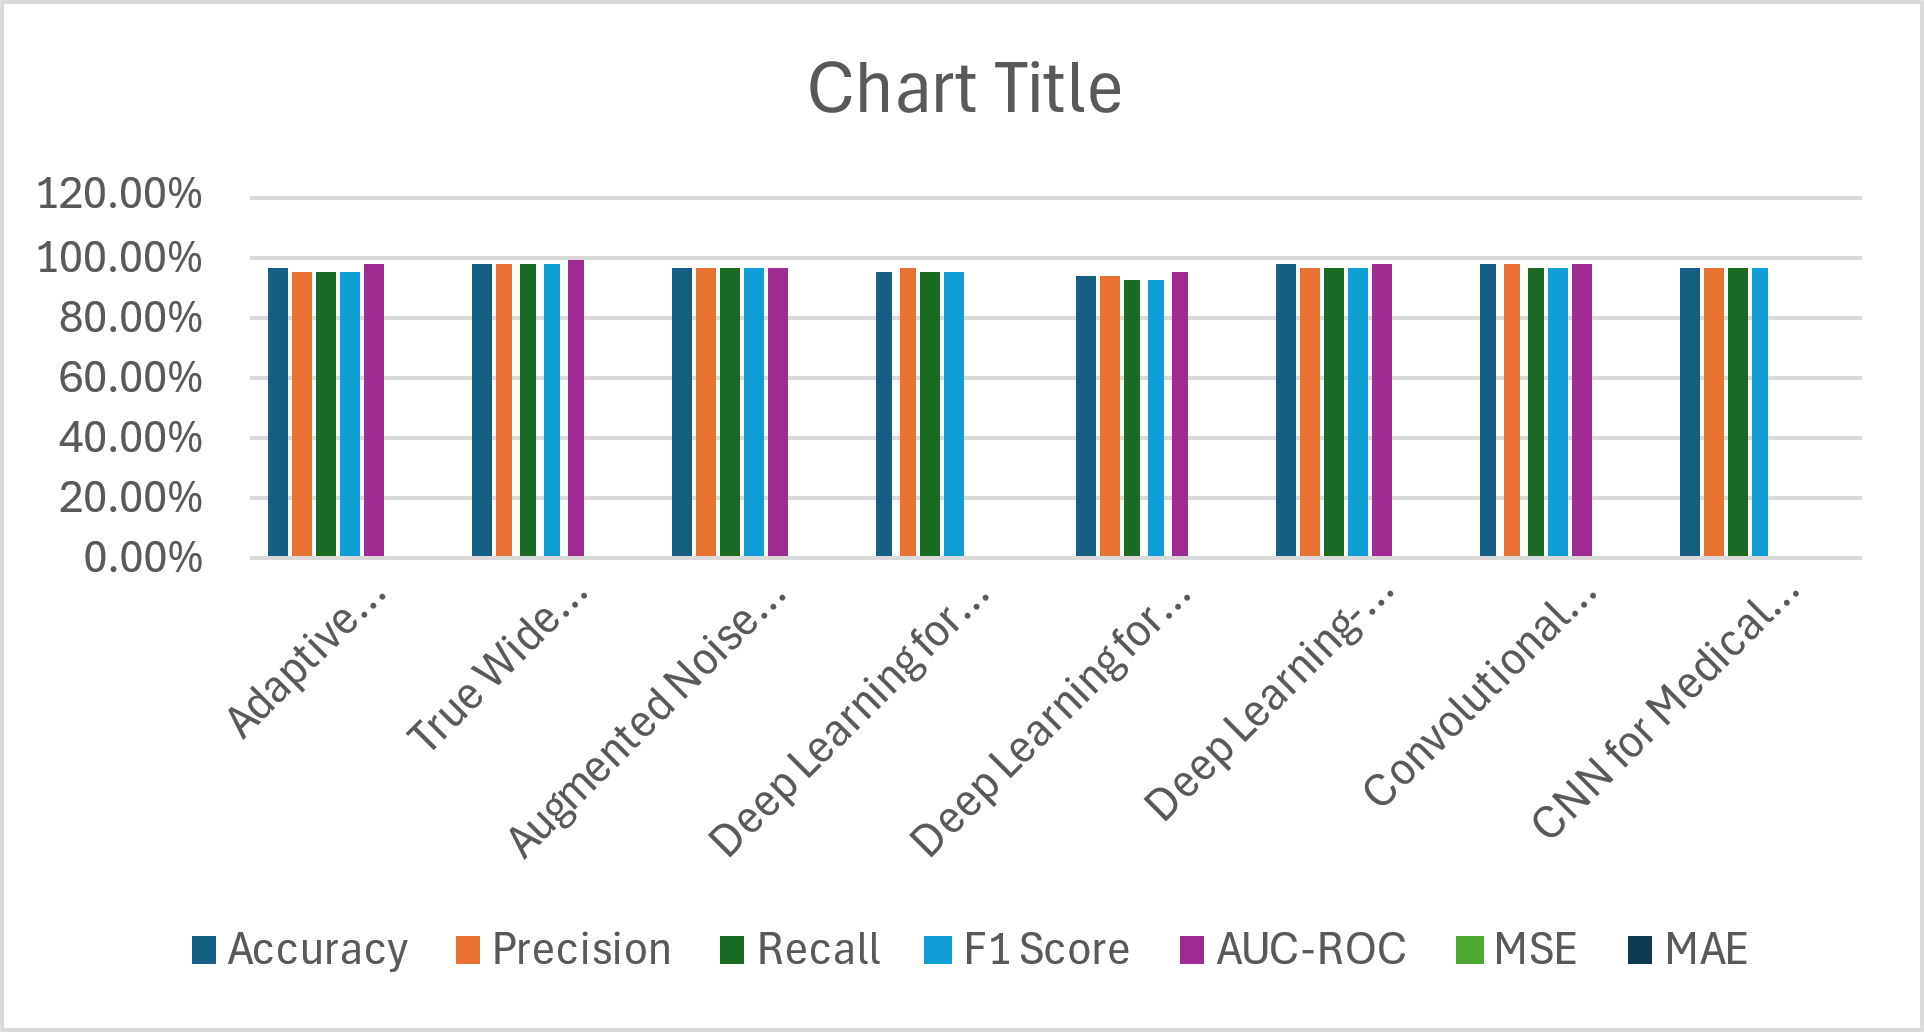 Chart Title
120.00%
100.00%
80.00%
60.00%
40.00%
20.00%
0.00%
Adaptive...
True Wide...
Augmented Noise...
Deep Learning for...
Deep Learning for...
Deep Learning-...
Convolutional...
CNN for Medical...
Accuracy Precision Recall F1 Score AUC-ROC MSE MAE